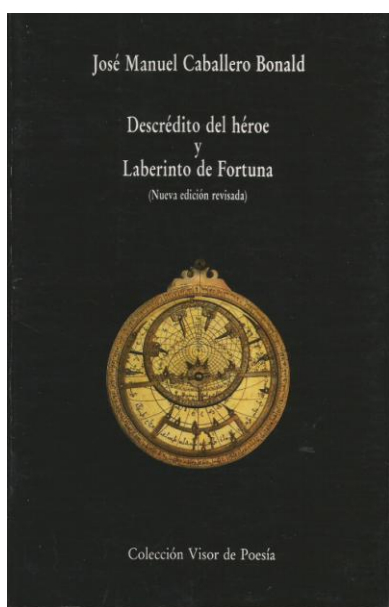 José Manuel Caballero Bonald
Descrédito del héroe
y
Laberinto de Fortuna
(Nueva edición revisada)
Colección Visor de Poesía